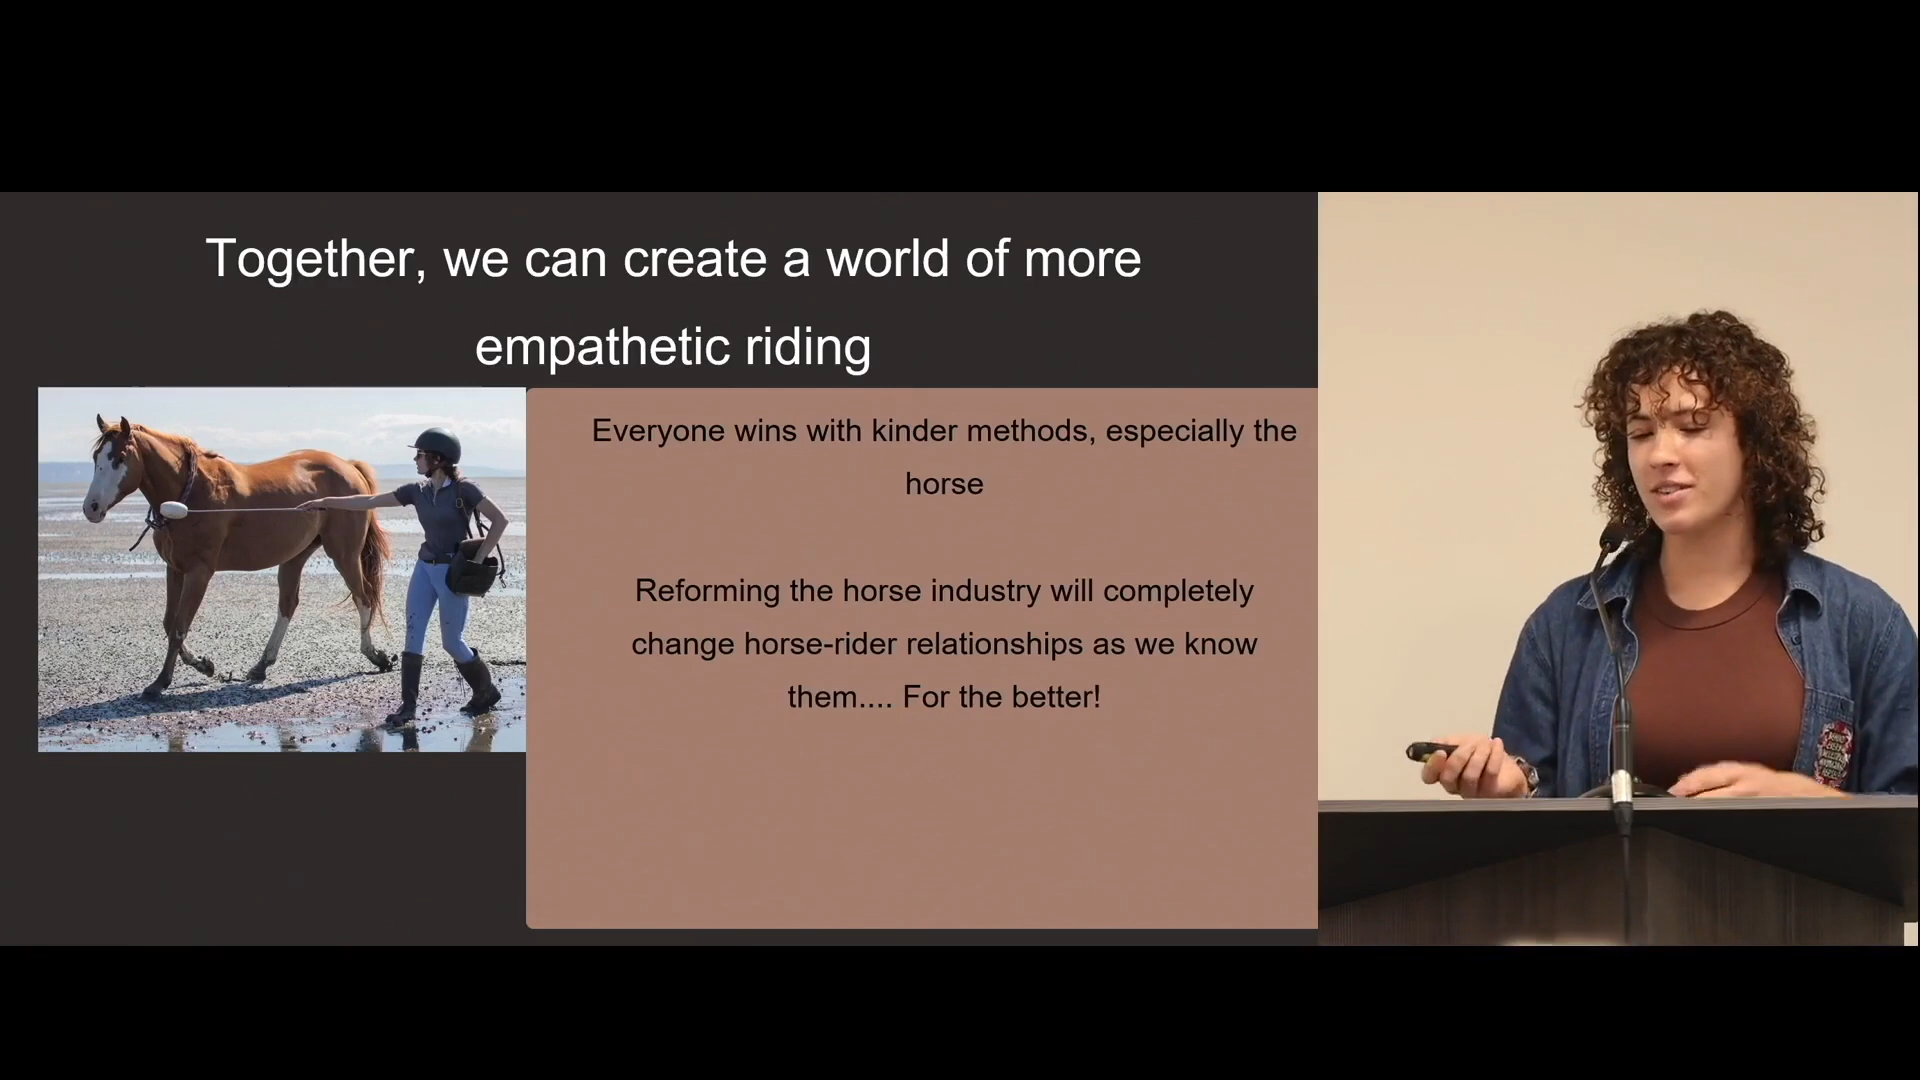 Together, we can create a world of more
empathetic riding
Everyone wins with kinder methods, especially the
horse
Reforming the horse industry will completely
change horse-rider relationships as we know
them.... For the better!